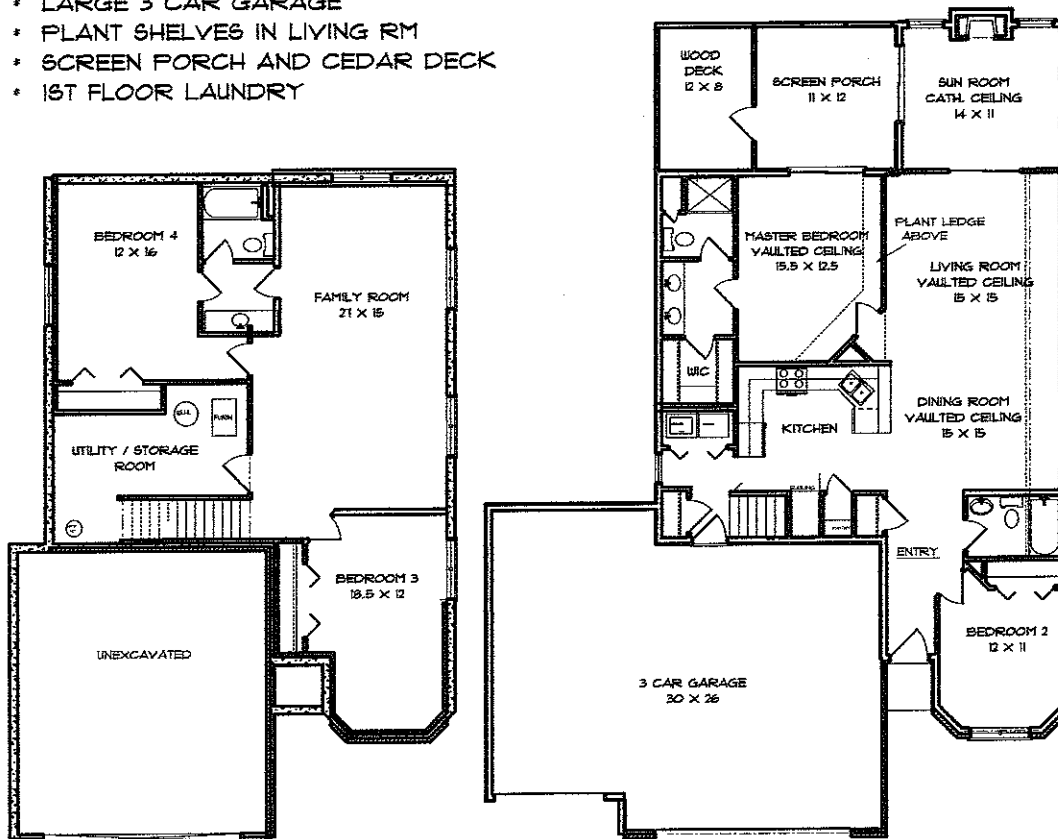 * LARGE 3 CAR GARAGE
* PLANT SHELVES IN LIVING RM
* SCREEN PORCH AND CEDAR DECK
* 1ST FLOOR LAUNDRY
BEDROOM 4
12 X 16
FAMILY ROOM
27 X 15
W.H.
FURN
UTILITY / STORAGE
ROOM
BEDROOM 3
18.5 X 12
UNEXCAVATED
WOOD
DECK
12 X 8
SCREEN PORCH
11 X 12
SUN ROOM
CATH. CEILING
14 X 11
MASTER BEDROOM
VAULTED CEILING
15.5 X 12.5
PLANT LEDGE
ABOVE
LIVING ROOM
VAULTED CEILING
15 X 15
WIC
KITCHEN
DINING ROOM
VAULTED CEILING
15 X 15
ENTRY
BEDROOM 2
12 X 11
3 CAR GARAGE
30 X 26